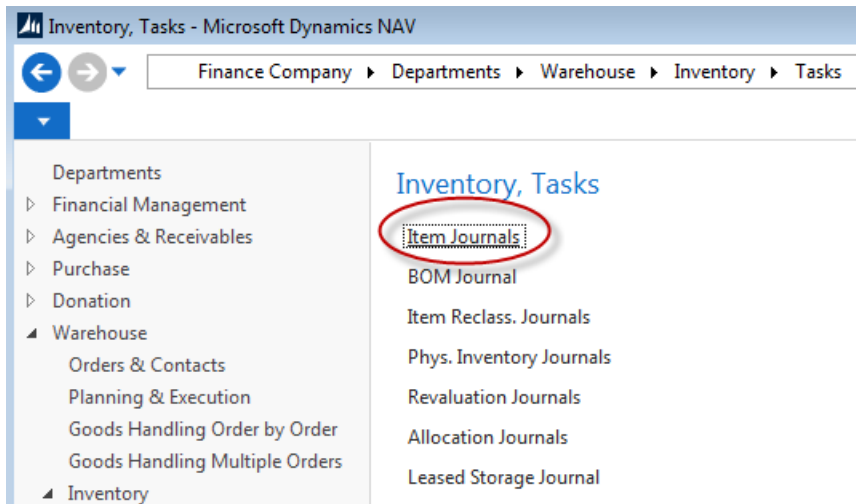 Inventory, Tasks - Microsoft Dynamics NAV
Finance Company ▸ Departments ▸ Warehouse ▸ Inventory ▸ Tasks
Departments
Financial Management
Agencies & Receivables
Purchase
Donation
Warehouse
Orders & Contacts
Planning & Execution
Goods Handling Order by Order
Goods Handling Multiple Orders
Inventory
Inventory, Tasks
Item Journals
BOM Journal
Item Reclass. Journals
Phys. Inventory Journals
Revaluation Journals
Allocation Journals
Leased Storage Journal